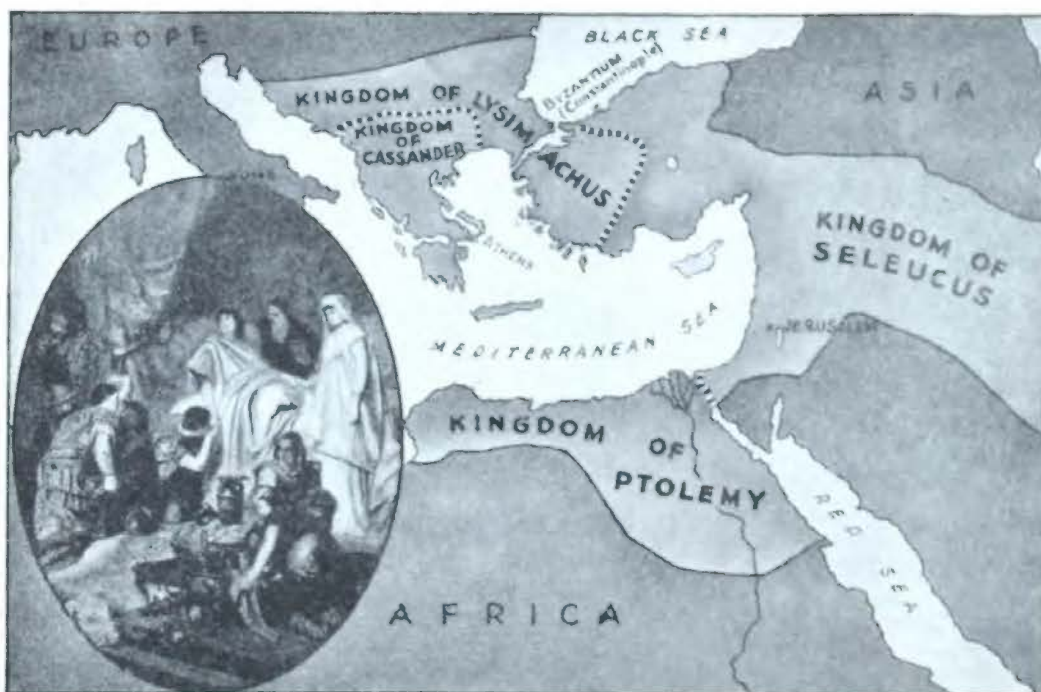 EUROPE
BLACK SEA
BYZANTIUM
(Constantinople)
ASIA
KINGDOM OF LYSIMACHUS
KINGDOM
OF
CASSANDER
KINGDOM OF
SELEUCUS
ATHENS
JERUSALEM
MEDITERRANEAN SEA
KINGDOM OF
PTOLEMY
RED SEA
AFRICA